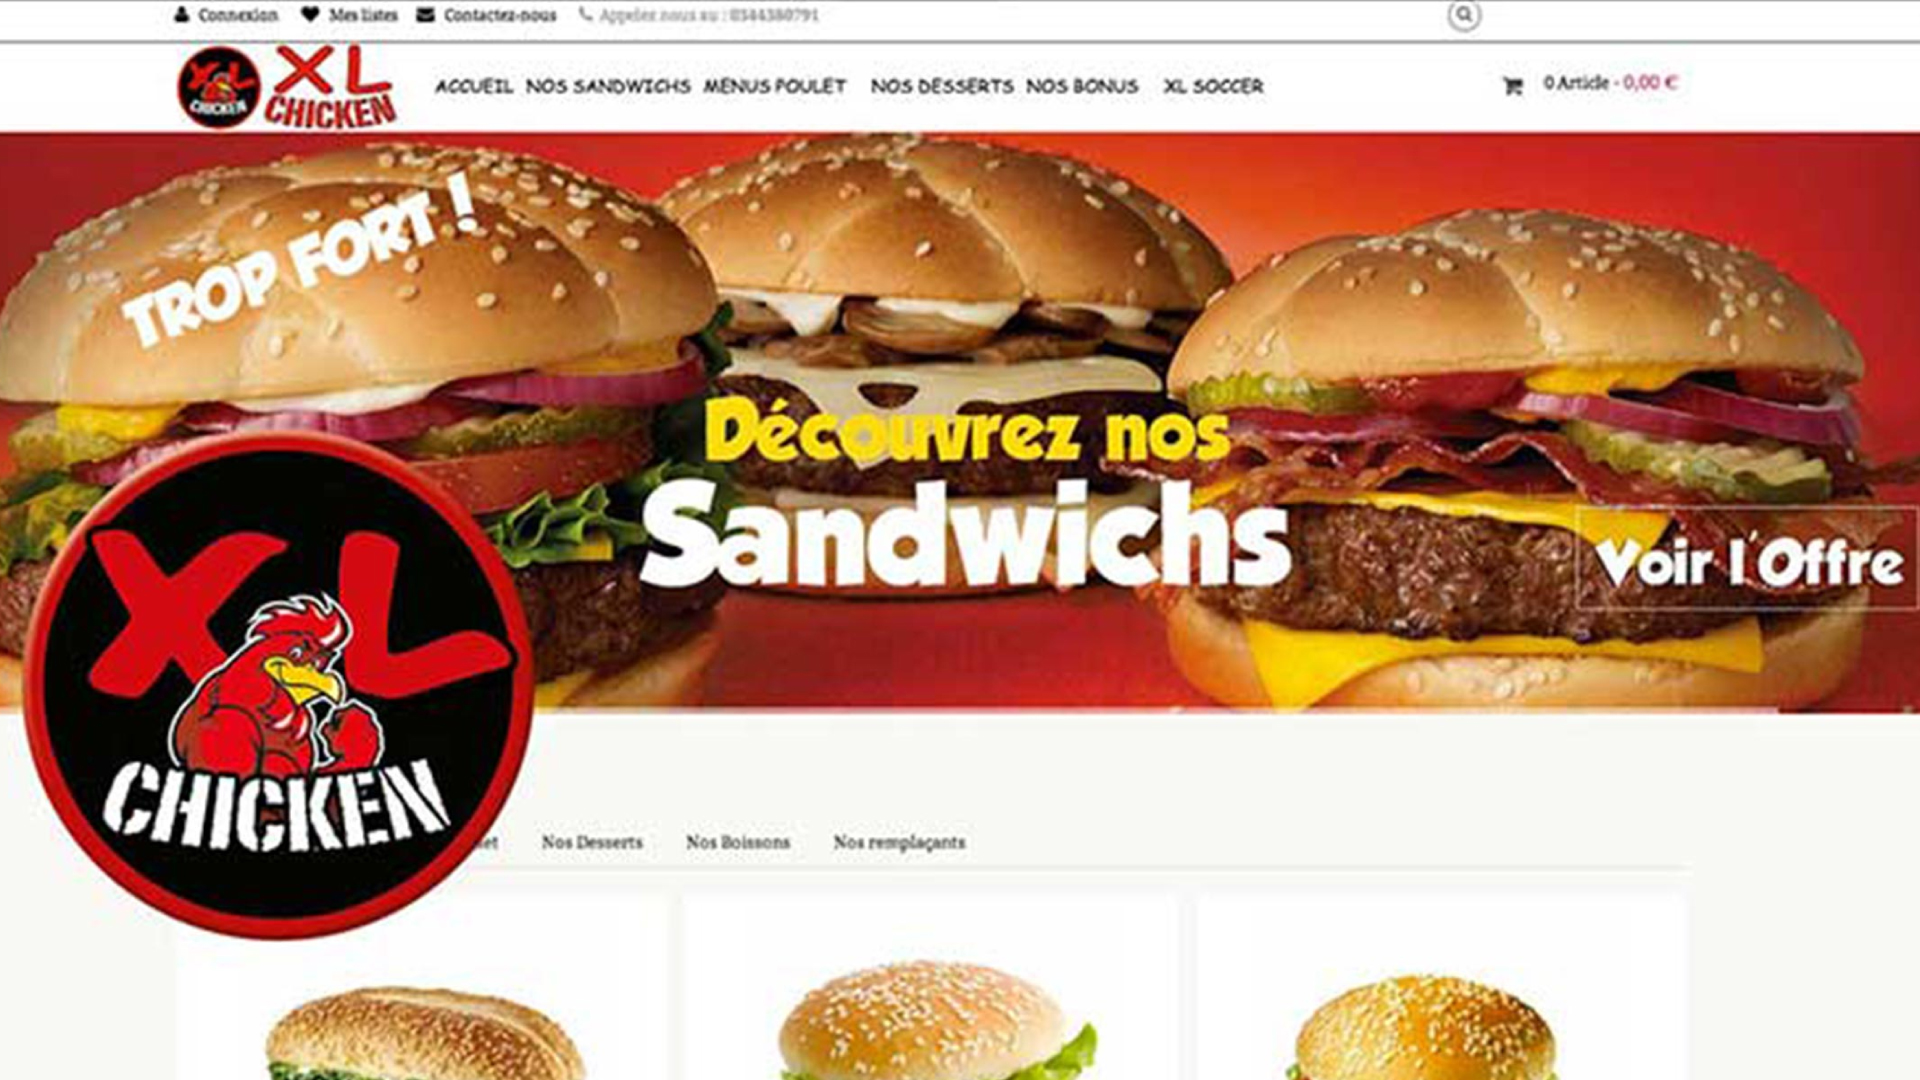 Connexion Mes listes Contactez-nous Appelez nous au : 0344380791
XL CHICKEN
XL
CHICKEN
ACCUEIL NOS SANDWICHS MENUS POULET NOS DESSERTS NOS BONUS XL SOCCER
0 Article - 0,00 €
TROP FORT !
Découvrez nos
Sandwichs
Voir l'Offre
XL
CHICKEN
Nos Desserts Nos Boissons Nos remplaçants